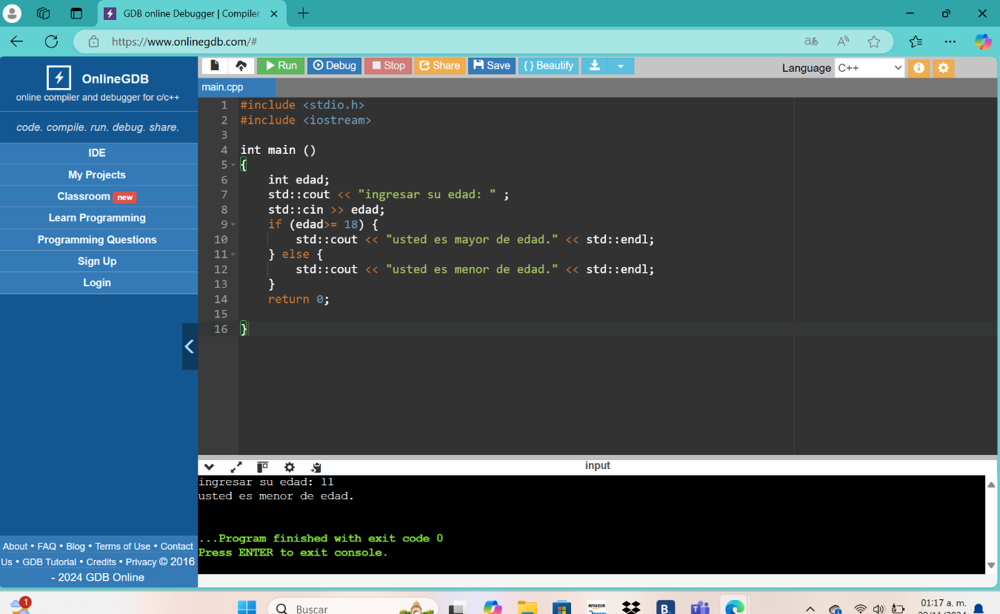 GDB online Debugger | Compiler
https://www.onlinegdb.com/#
OnlineGDB
online compiler and debugger for c/c++
code. compile. run. debug. share.
IDE
My Projects
Classroom new
Learn Programming
Programming Questions
Sign Up
Login
About • FAQ • Blog • Terms of Use • Contact
Us • GDB Tutorial • Credits • Privacy © 2016
- 2024 GDB Online
Run Debug Stop Share Save { } Beautify
Language C++
main.cpp
1 #include <stdio.h>
2 #include <iostream>
3
4 int main ()
5 {
6 int edad;
7 std::cout << "ingresar su edad: " ;
8 std::cin >> edad;
9 if (edad>= 18) {
10 std::cout << "usted es mayor de edad." << std::endl;
11 } else {
12 std::cout << "usted es menor de edad." << std::endl;
13 }
14 return 0;
15
16 }
input
ingresar su edad: 11
usted es menor de edad.
...Program finished with exit code 0
Press ENTER to exit console.
1
Buscar
amazon
B.
01:17 a. m.